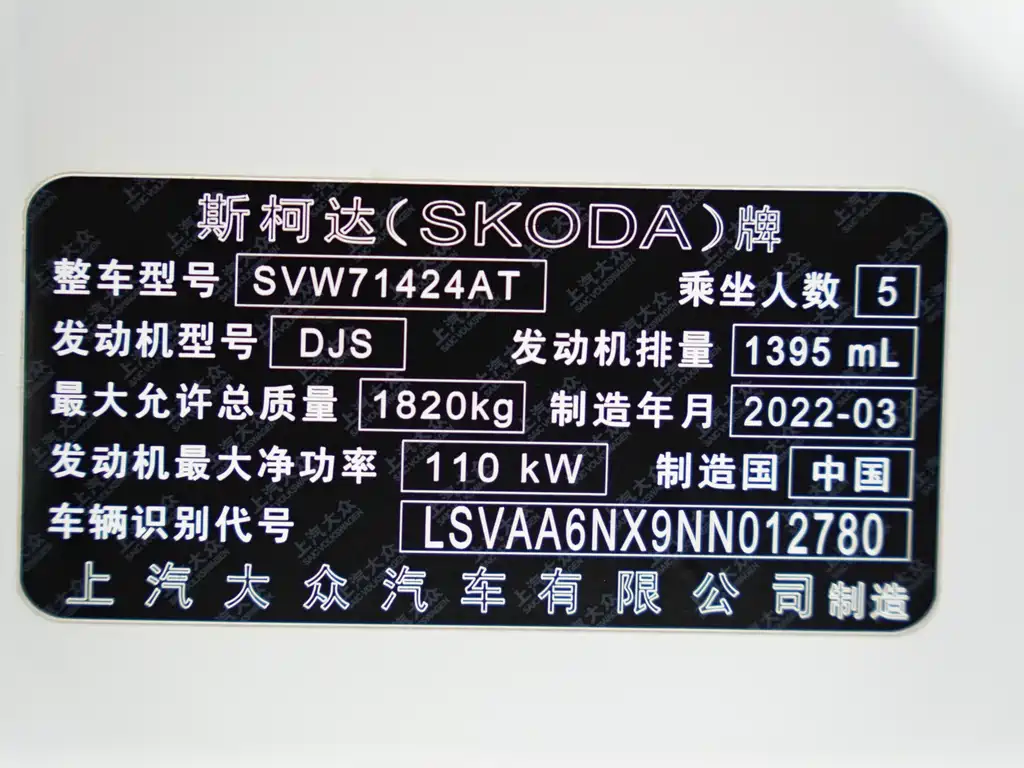 斯柯达(SKODA)牌
整车型号 SVW71424AT 乘坐人数 5
发动机型号 DJS 发动机排量 1395 mL
最大允许总质量 1820kg 制造年月 2022-03
发动机最大净功率 110 kW 制造国 中国
车辆识别代号 LSVAA6NX9NN012780
上汽大众汽车有限公司制造